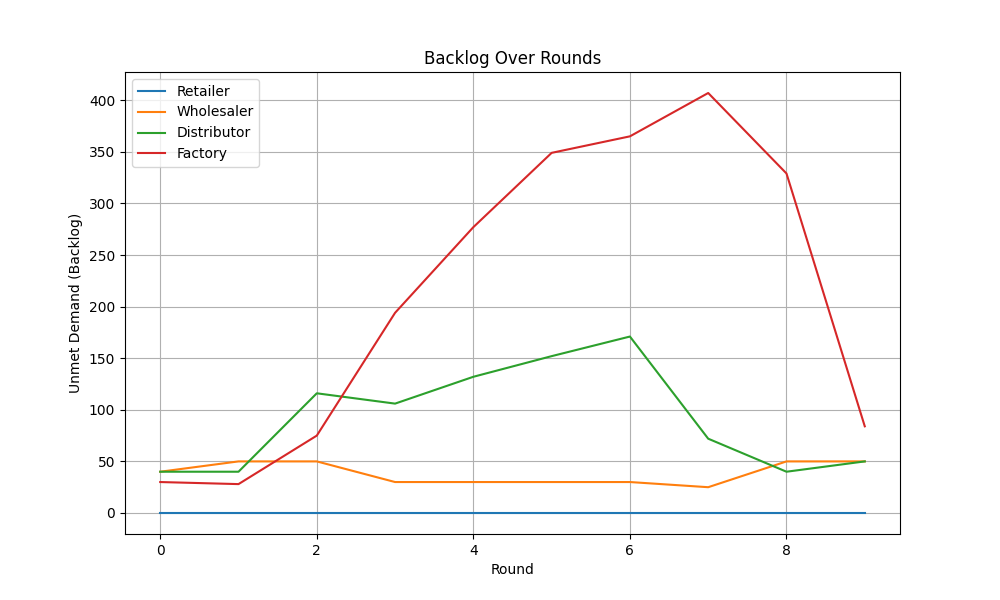 Backlog Over Rounds
Retailer
Wholesaler
Distributor
Factory
Unmet Demand (Backlog)
400
350
300
250
200
150
100
50
0
0 2 4 6 8
Round